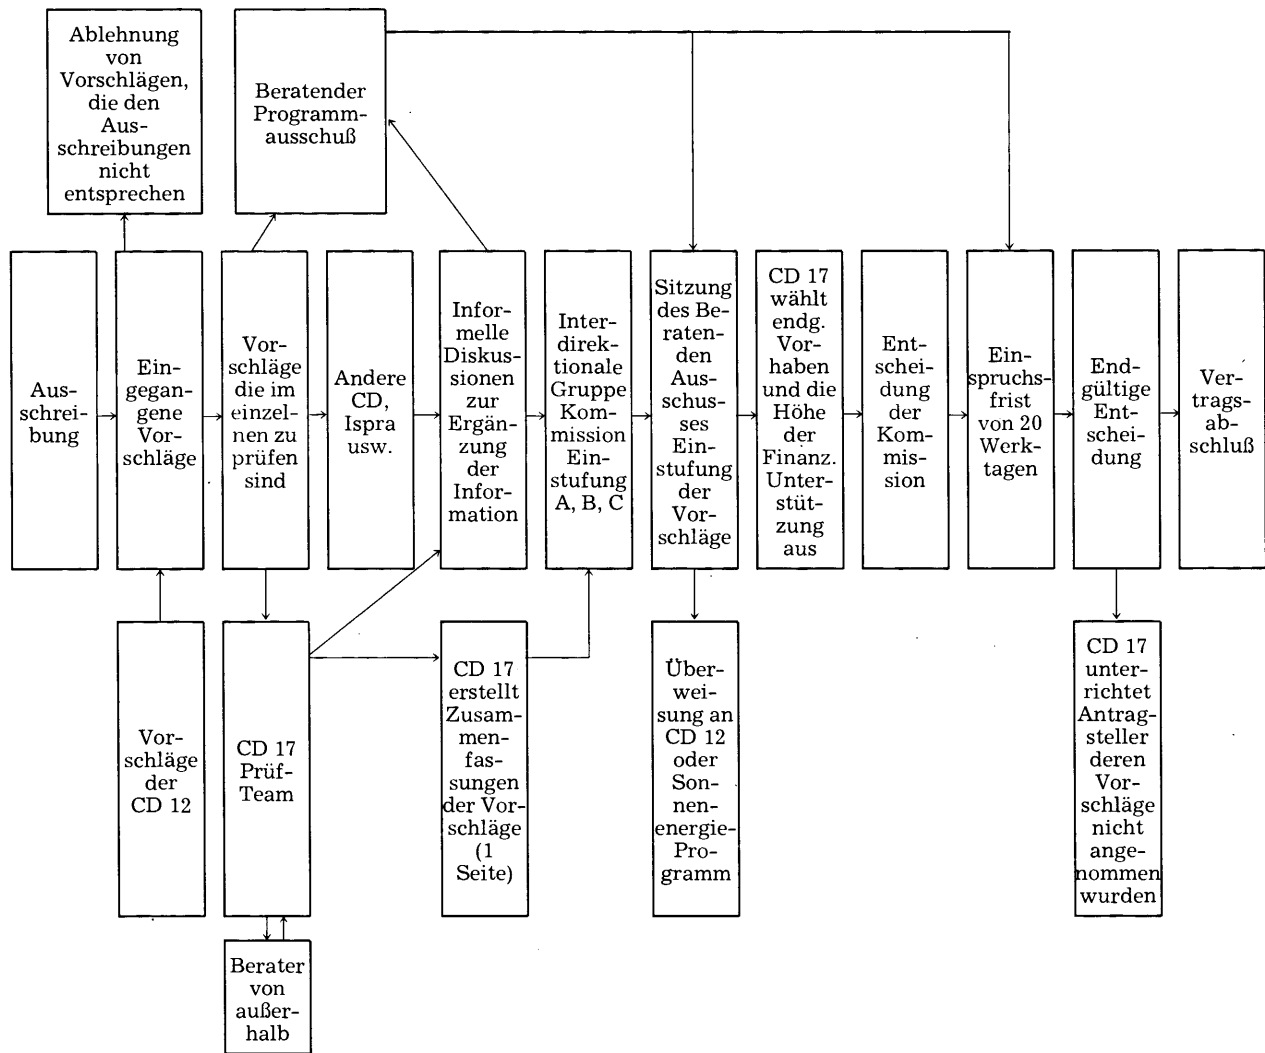 Ablehnung
von
Vorschlägen,
die den
Aus-
schreibungen
nicht
entsprechen
Beratender
Programm-
ausschuß
Aus-
schrei-
bung
Ein-
gegan-
gene
Vor-
schläge
Vor-
schläge
die im
einzel-
nen zu
prüfen
sind
Andere
CD,
Ispra
usw.
Infor-
melle
Diskus-
sionen
zur
Ergän-
zung
der
Infor-
mation
Inter-
direk-
tionale
Gruppe
Kom-
mission
Ein-
stufung
A, B, C
Sitzung
des Be-
raten-
den
Aus-
schus-
ses
Ein-
stufung
der
Vor-
schläge
CD 17
wählt
endg.
Vor-
haben
und die
Höhe
der
Finanz.
Unter-
stüt-
zung
aus
Ent-
schei-
dung
der
Kom-
mis-
sion
Ein-
spruchs-
frist
von 20
Werk-
tagen
End-
gültige
Ent-
schei-
dung
Ver-
trags-
ab-
schluß
Vor-
schläge
der
CD 12
CD 17
Prüf-
Team
CD 17
erstellt
Zusam-
men-
fas-
sungen
der Vor-
schläge
(1
Seite)
Über-
wei-
sung an
CD 12
oder
Son-
nen-
energie-
Pro-
gramm
CD 17
unter-
richtet
Antrag-
steller
deren
Vor-
schläge
nicht
ange-
nommen
wurden
Berater
von
außer-
halb